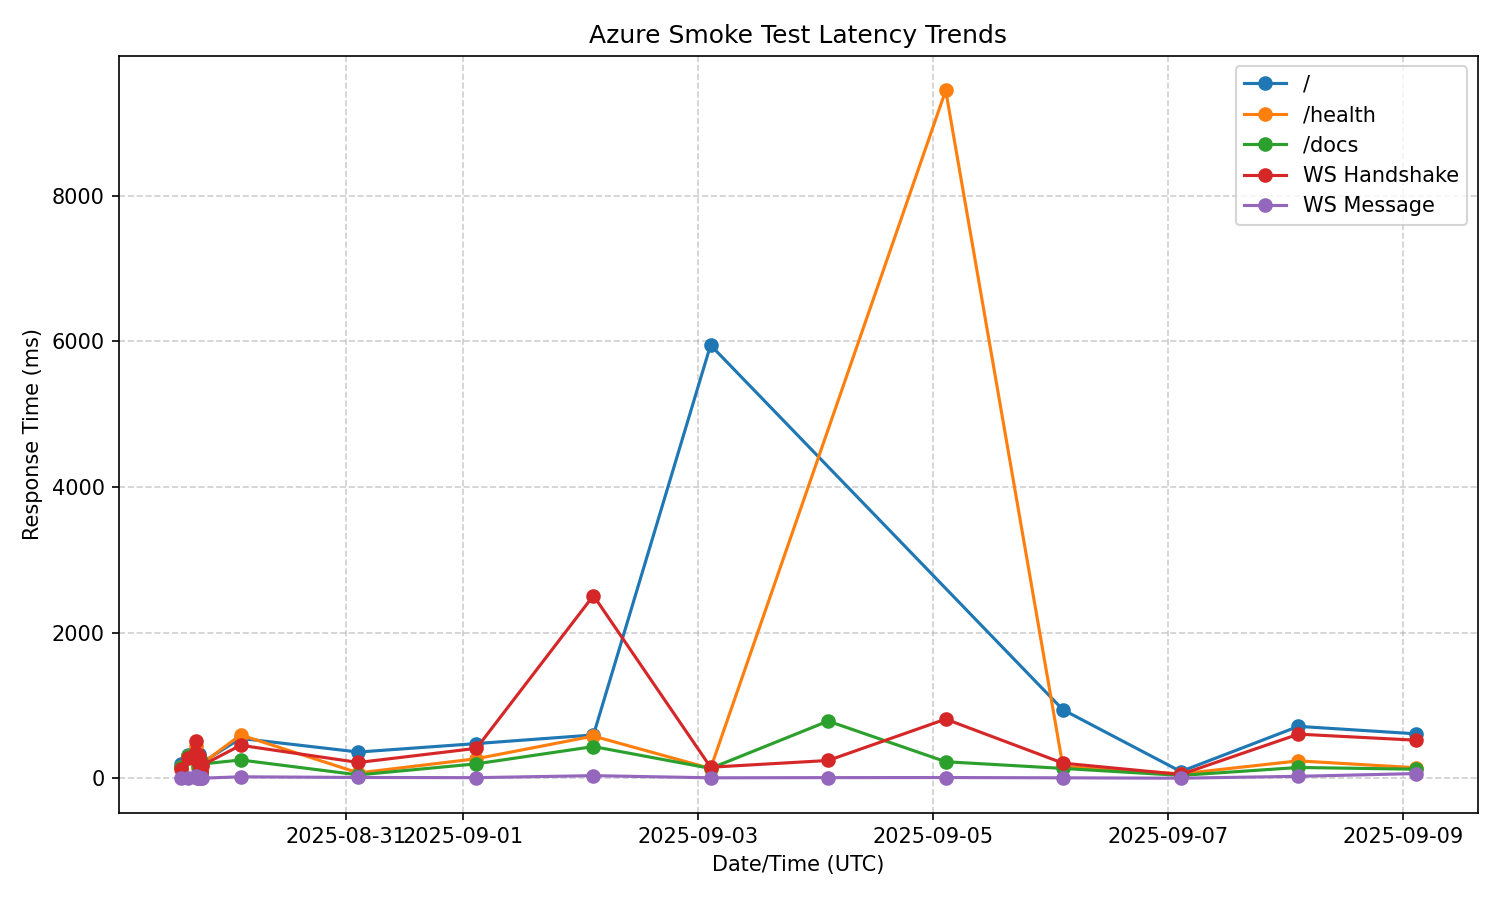 Azure Smoke Test Latency Trends
/
/health
/docs
WS Handshake
WS Message
Response Time (ms)
8000
6000
4000
2000
0
2025-08-31 2025-09-01 2025-09-03 2025-09-05 2025-09-07 2025-09-09
Date/Time (UTC)